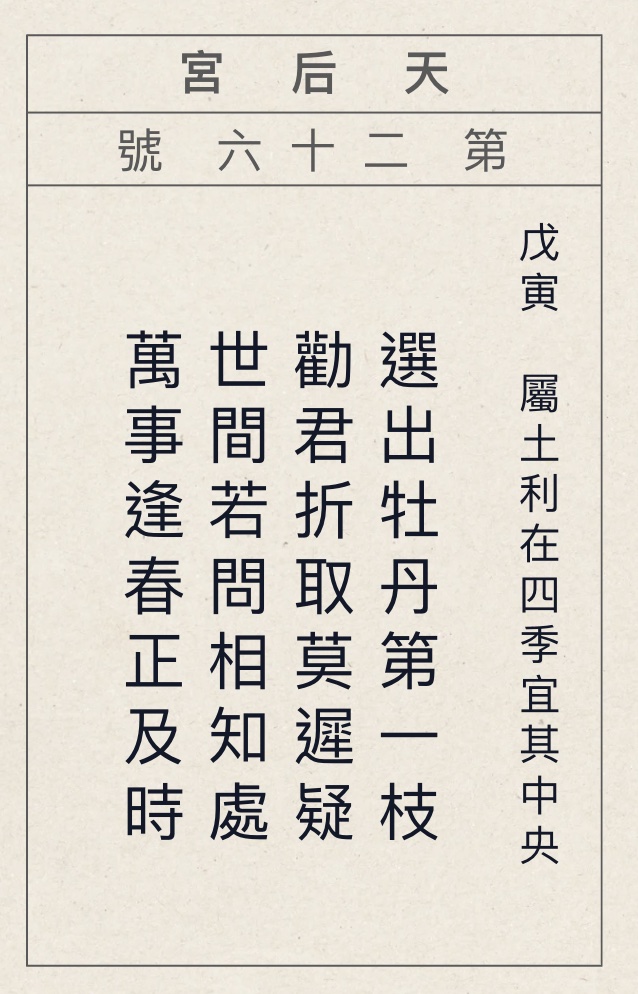 天后宮
第 二十六 號
戊寅 屬土利在四季宜其中央
選出牡丹第一枝
勸君折取莫遲疑
世間若問相知處
萬事逢春正及時